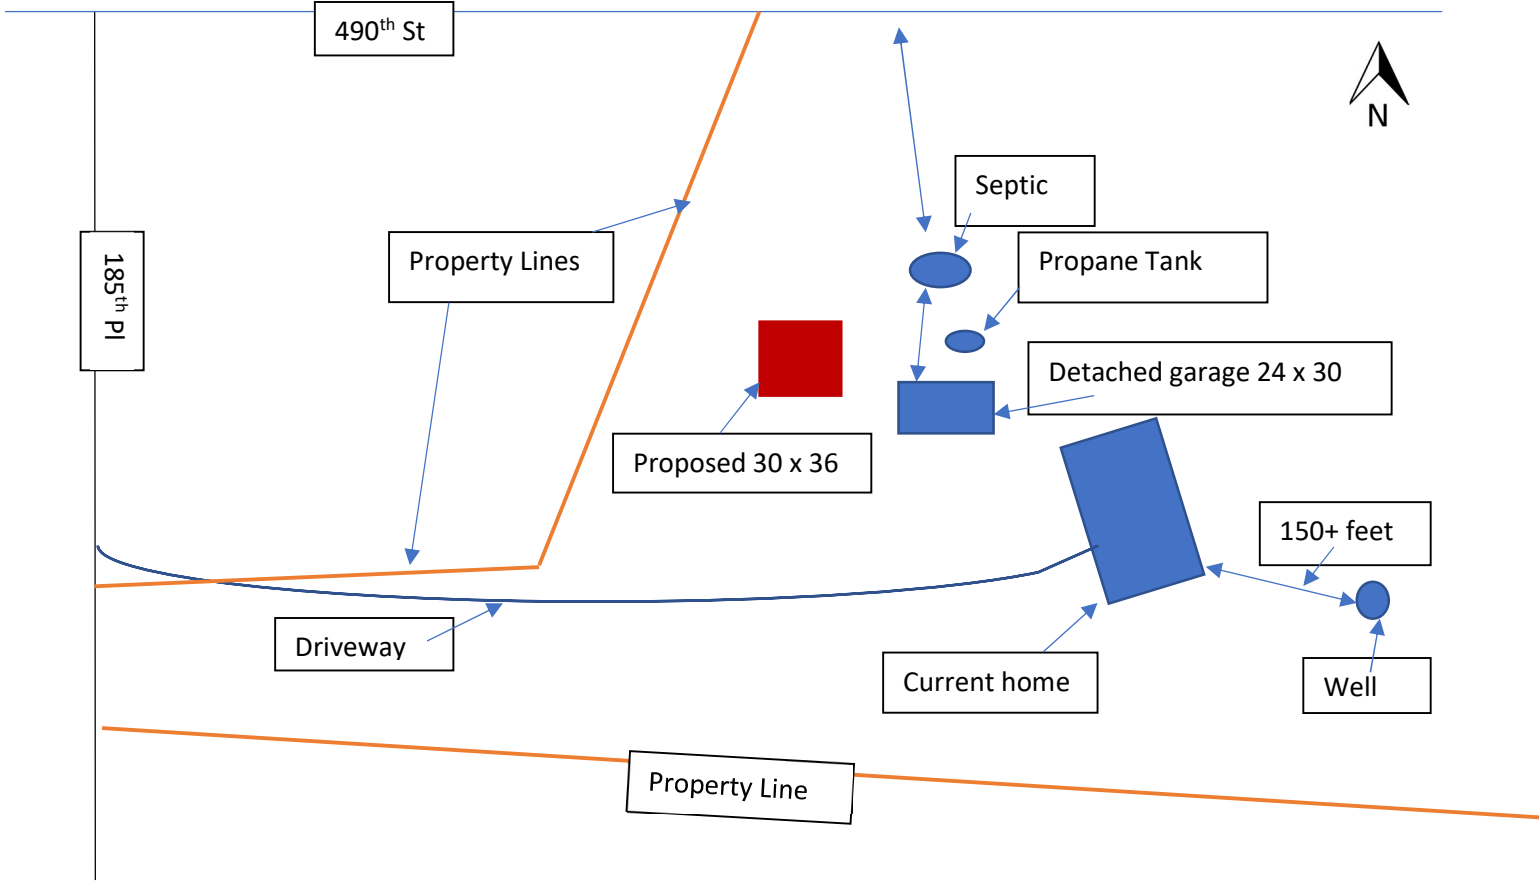 490th St
N
Septic
Property Lines
Propane Tank
185th Pl
Detached garage 24 x 30
Proposed 30 x 36
150+ feet
Driveway
Current home
Well
Property Line